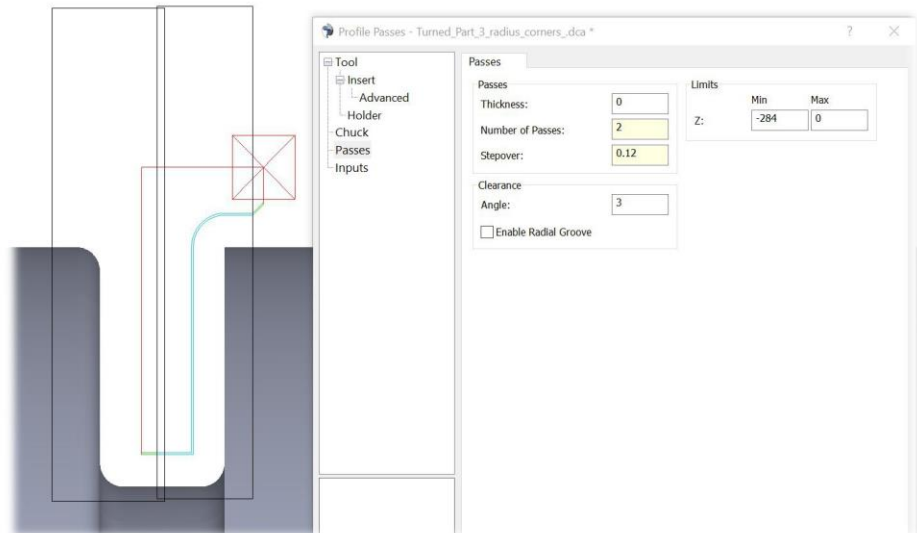 Profile Passes - Turned_Part_3_radius_corners_.dca *
?
Tool
Insert
Advanced
Holder
Chuck
Passes
Inputs
Passes
Passes
Thickness: 0
Number of Passes: 2
Stepover: 0.12
Clearance
Angle: 3
Enable Radial Groove
Limits
Min Max
Z: -284 0